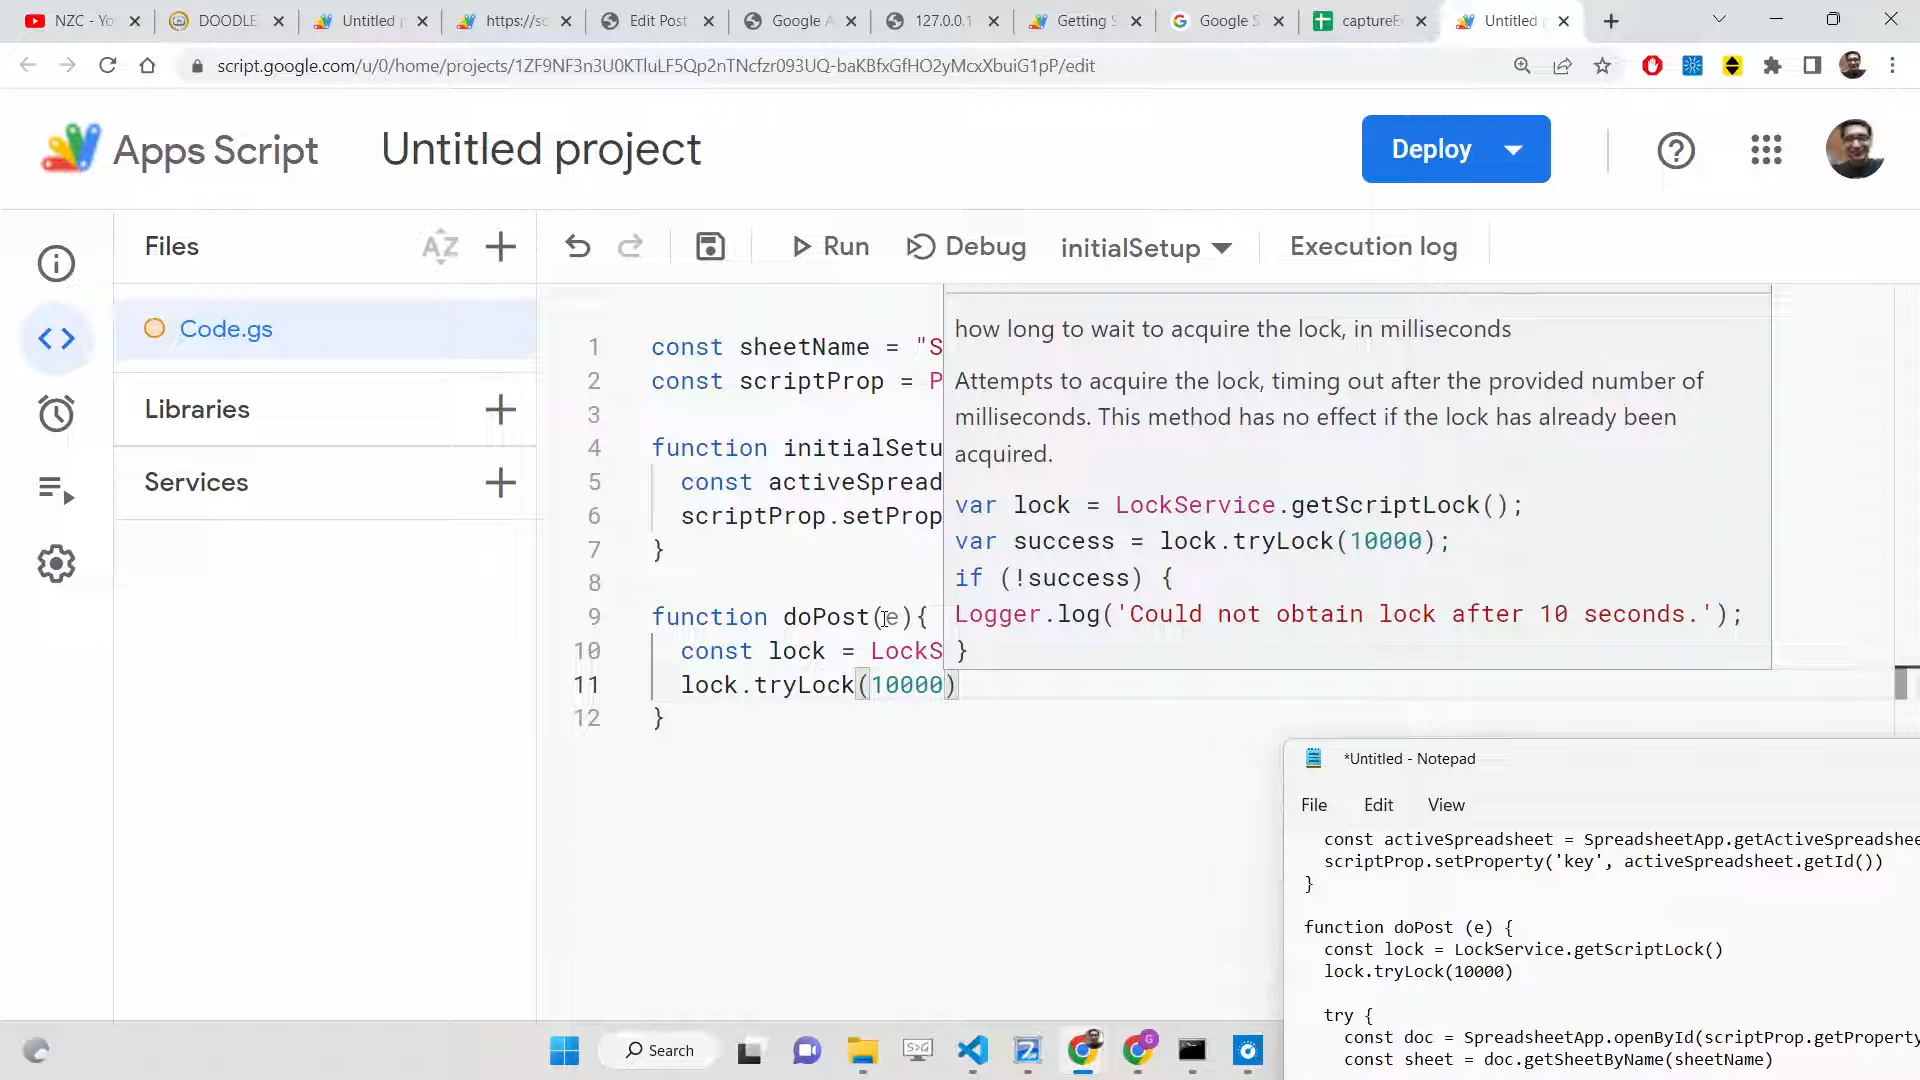 NZC - Yo
DOODLE
Untitled p
https://sc
Edit Post
Google A
127.0.0.1
Getting S
Google S
captureE
Untitled p
script.google.com/u/0/home/projects/1ZF9NF3n3U0KTluLF5Qp2nTNcfzr093UQ-baKBfxGfHO2yMcxXbuiG1pP/edit
Apps Script
Untitled project
Deploy
Files
AZ
Run
Debug
initialSetup
Execution log
Code.gs
Libraries
Services
1 const sheetName = "S
2 const scriptProp = P
3
4 function initialSetu
5 const activeSpread
6 scriptProp.setProp
7 }
8
9 function doPost(e){
10 const lock = LockS
11 lock.tryLock(10000)
12 }
how long to wait to acquire the lock, in milliseconds
Attempts to acquire the lock, timing out after the provided number of
milliseconds. This method has no effect if the lock has already been
acquired.
var lock = LockService.getScriptLock();
var success = lock.tryLock(10000);
if (!success) {
Logger.log('Could not obtain lock after 10 seconds.');
}
*Untitled - Notepad
File Edit View
const activeSpreadsheet = SpreadsheetApp.getActiveSpreadshee
scriptProp.setProperty('key', activeSpreadsheet.getId())
}
function doPost (e) {
const lock = LockService.getScriptLock()
lock.tryLock(10000)
try {
const doc = SpreadsheetApp.openById(scriptProp.getProperty
const sheet = doc.getSheetByName(sheetName)
Search